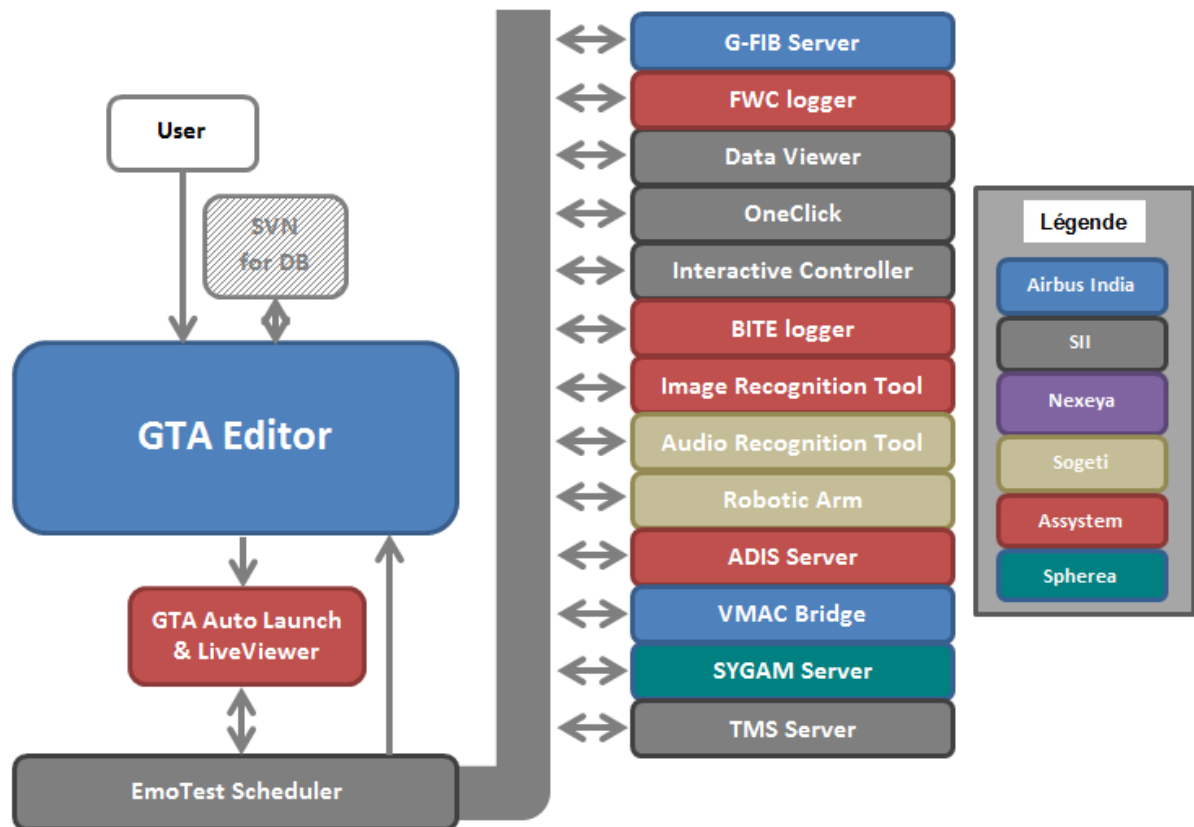 User
SVN
for DB
GTA Editor
GTA Auto Launch
& LiveViewer
EmoTest Scheduler
G-FIB Server
FWC logger
Data Viewer
OneClick
Interactive Controller
BITE logger
Image Recognition Tool
Audio Recognition Tool
Robotic Arm
ADIS Server
VMAC Bridge
SYGAM Server
TMS Server
Légende
Airbus India
SII
Nexeya
Sogeti
Assystem
Spherea